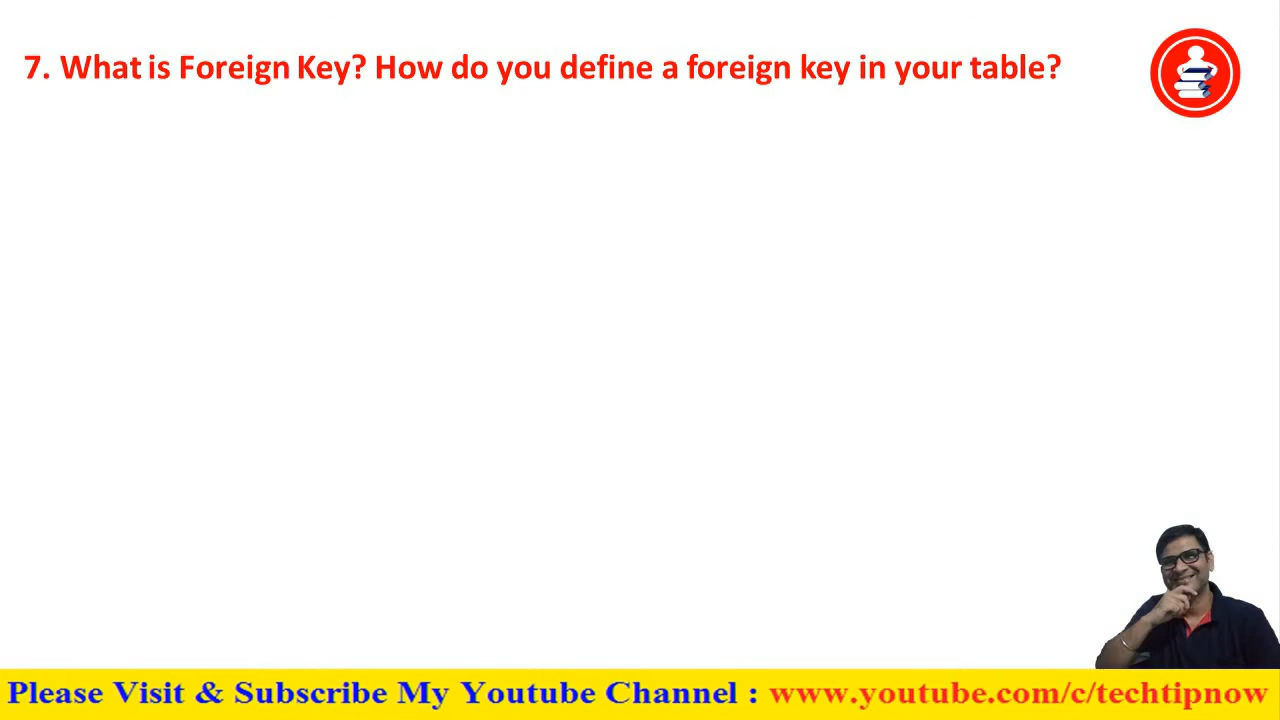 7. What is Foreign Key? How do you define a foreign key in your table?
Please Visit & Subscribe My Youtube Channel : www.youtube.com/c/techtipnow